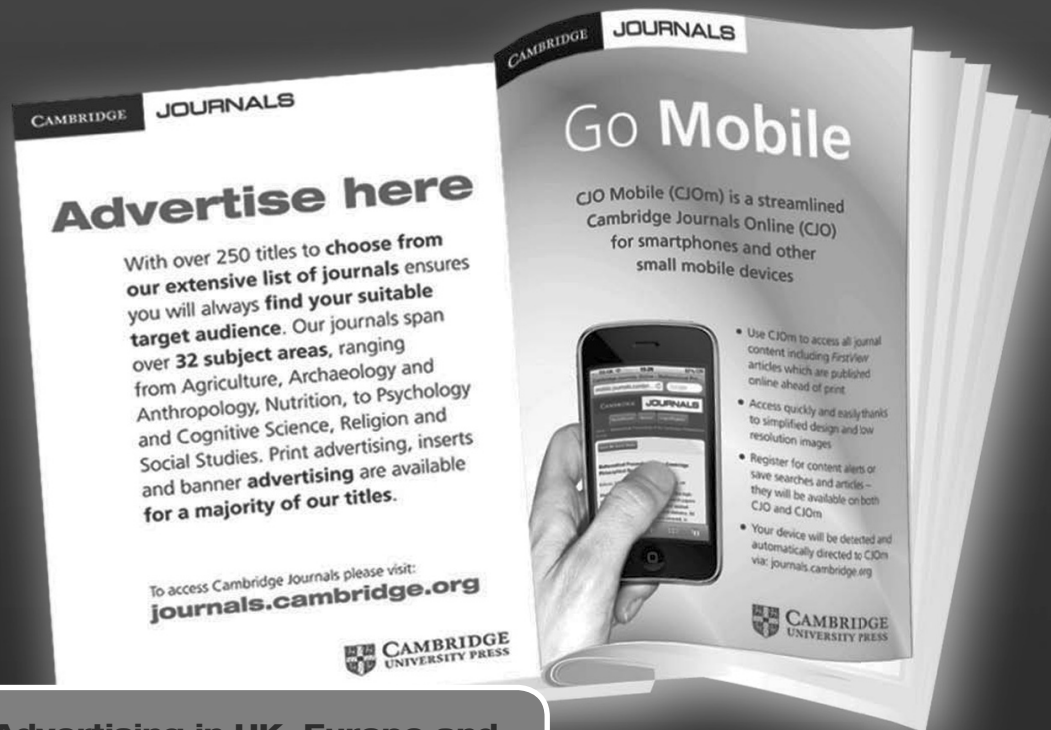 CAMBRIDGE JOURNALS
Advertise here
With over 250 titles to choose from
our extensive list of journals ensures
you will always find your suitable
target audience. Our journals span
over 32 subject areas, ranging
from Agriculture, Archaeology and
Anthropology, Nutrition, to Psychology
and Cognitive Science, Religion and
Social Studies. Print advertising, inserts
and banner advertising are available
for a majority of our titles.
To access Cambridge Journals please visit:
journals.cambridge.org
CAMBRIDGE
UNIVERSITY PRESS
CAMBRIDGE JOURNALS
Go Mobile
CJO Mobile (CJOm) is a streamlined
Cambridge Journals Online (CJO)
for smartphones and other
small mobile devices
• Use CJOm to access all journal
content including FirstView
articles which are published
online ahead of print
• Access quickly and easily thanks
to simplified design and low
resolution images
• Register for content alerts or
save searches and articles –
they will be available on both
CJO and CJOm
• Your device will be detected and
automatically directed to CJOm
via: journals.cambridge.org
CAMBRIDGE JOURNALS
CAMBRIDGE
UNIVERSITY PRESS
Advertising in UK, Europe and